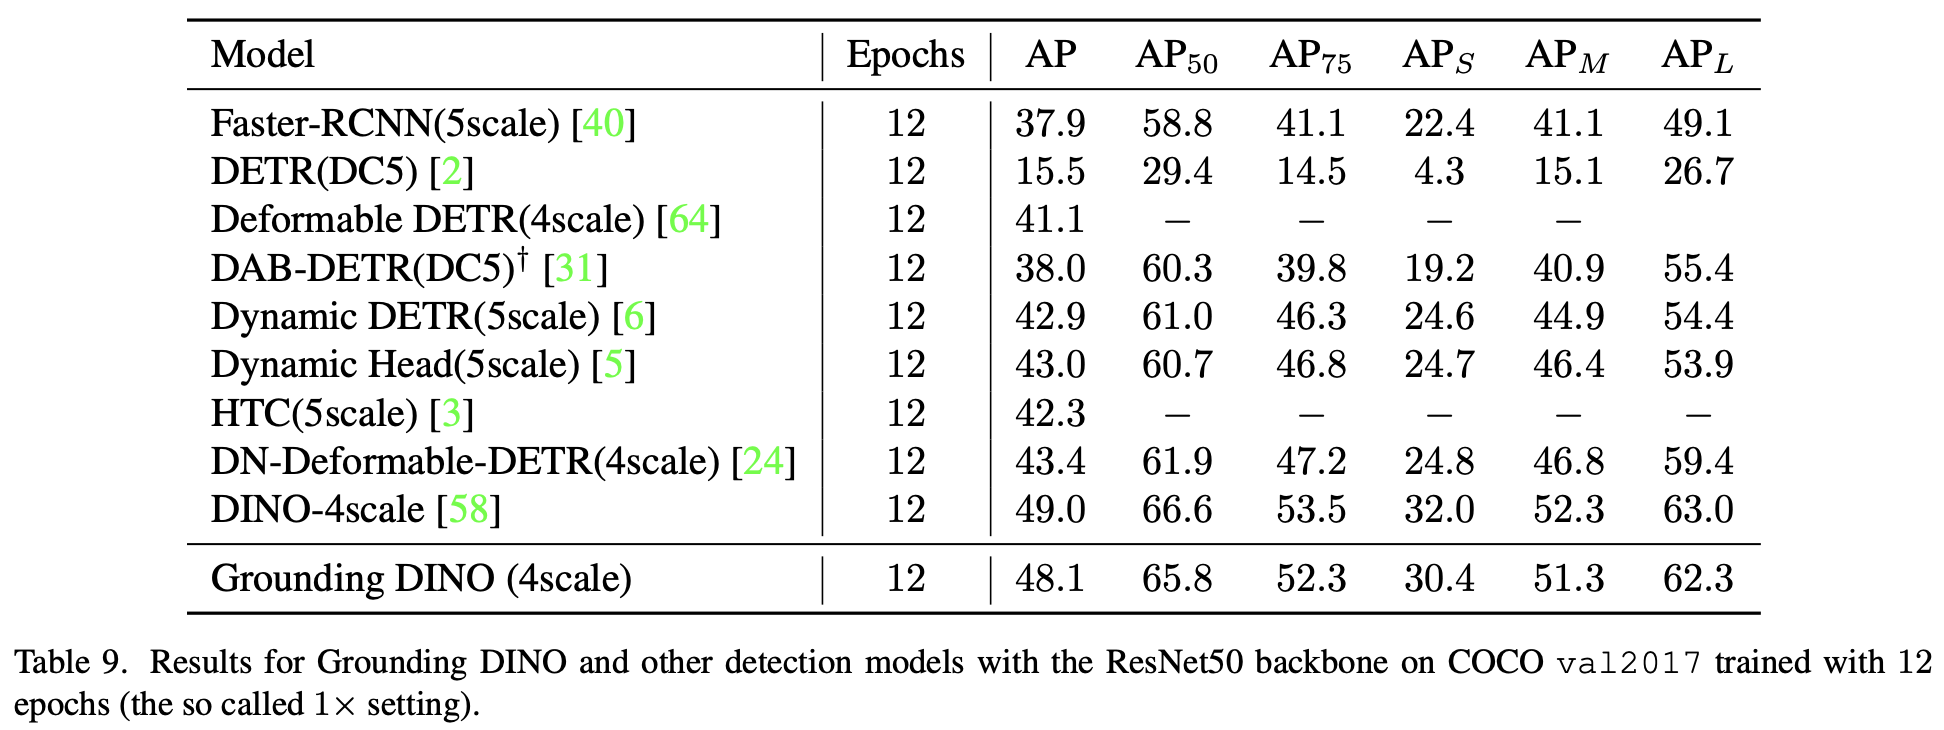 Model Epochs AP AP50 AP75 APS APM APL
Faster-RCNN(5scale) [40] 12 37.9 58.8 41.1 22.4 41.1 49.1
DETR(DC5) [2] 12 15.5 29.4 14.5 4.3 15.1 26.7
Deformable DETR(4scale) [64] 12 41.1 − − − −
DAB-DETR(DC5)† [31] 12 38.0 60.3 39.8 19.2 40.9 55.4
Dynamic DETR(5scale) [6] 12 42.9 61.0 46.3 24.6 44.9 54.4
Dynamic Head(5scale) [5] 12 43.0 60.7 46.8 24.7 46.4 53.9
HTC(5scale) [3] 12 42.3 − − − − −
DN-Deformable-DETR(4scale) [24] 12 43.4 61.9 47.2 24.8 46.8 59.4
DINO-4scale [58] 12 49.0 66.6 53.5 32.0 52.3 63.0
Grounding DINO (4scale) 12 48.1 65.8 52.3 30.4 51.3 62.3
Table 9. Results for Grounding DINO and other detection models with the ResNet50 backbone on COCO val2017 trained with 12
epochs (the so called 1× setting).